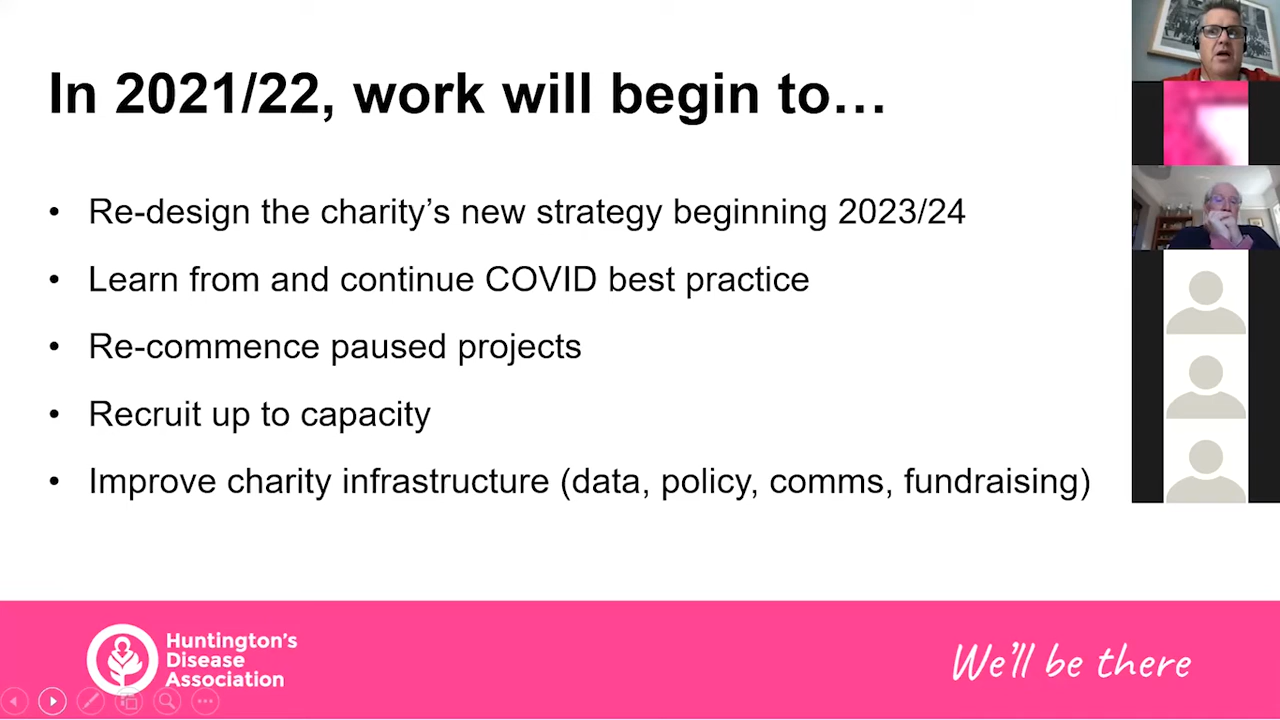 In 2021/22, work will begin to…
• Re-design the charity’s new strategy beginning 2023/24
• Learn from and continue COVID best practice
• Re-commence paused projects
• Recruit up to capacity
• Improve charity infrastructure (data, policy, comms, fundraising)
Huntington’s
Disease
Association
We’ll be there